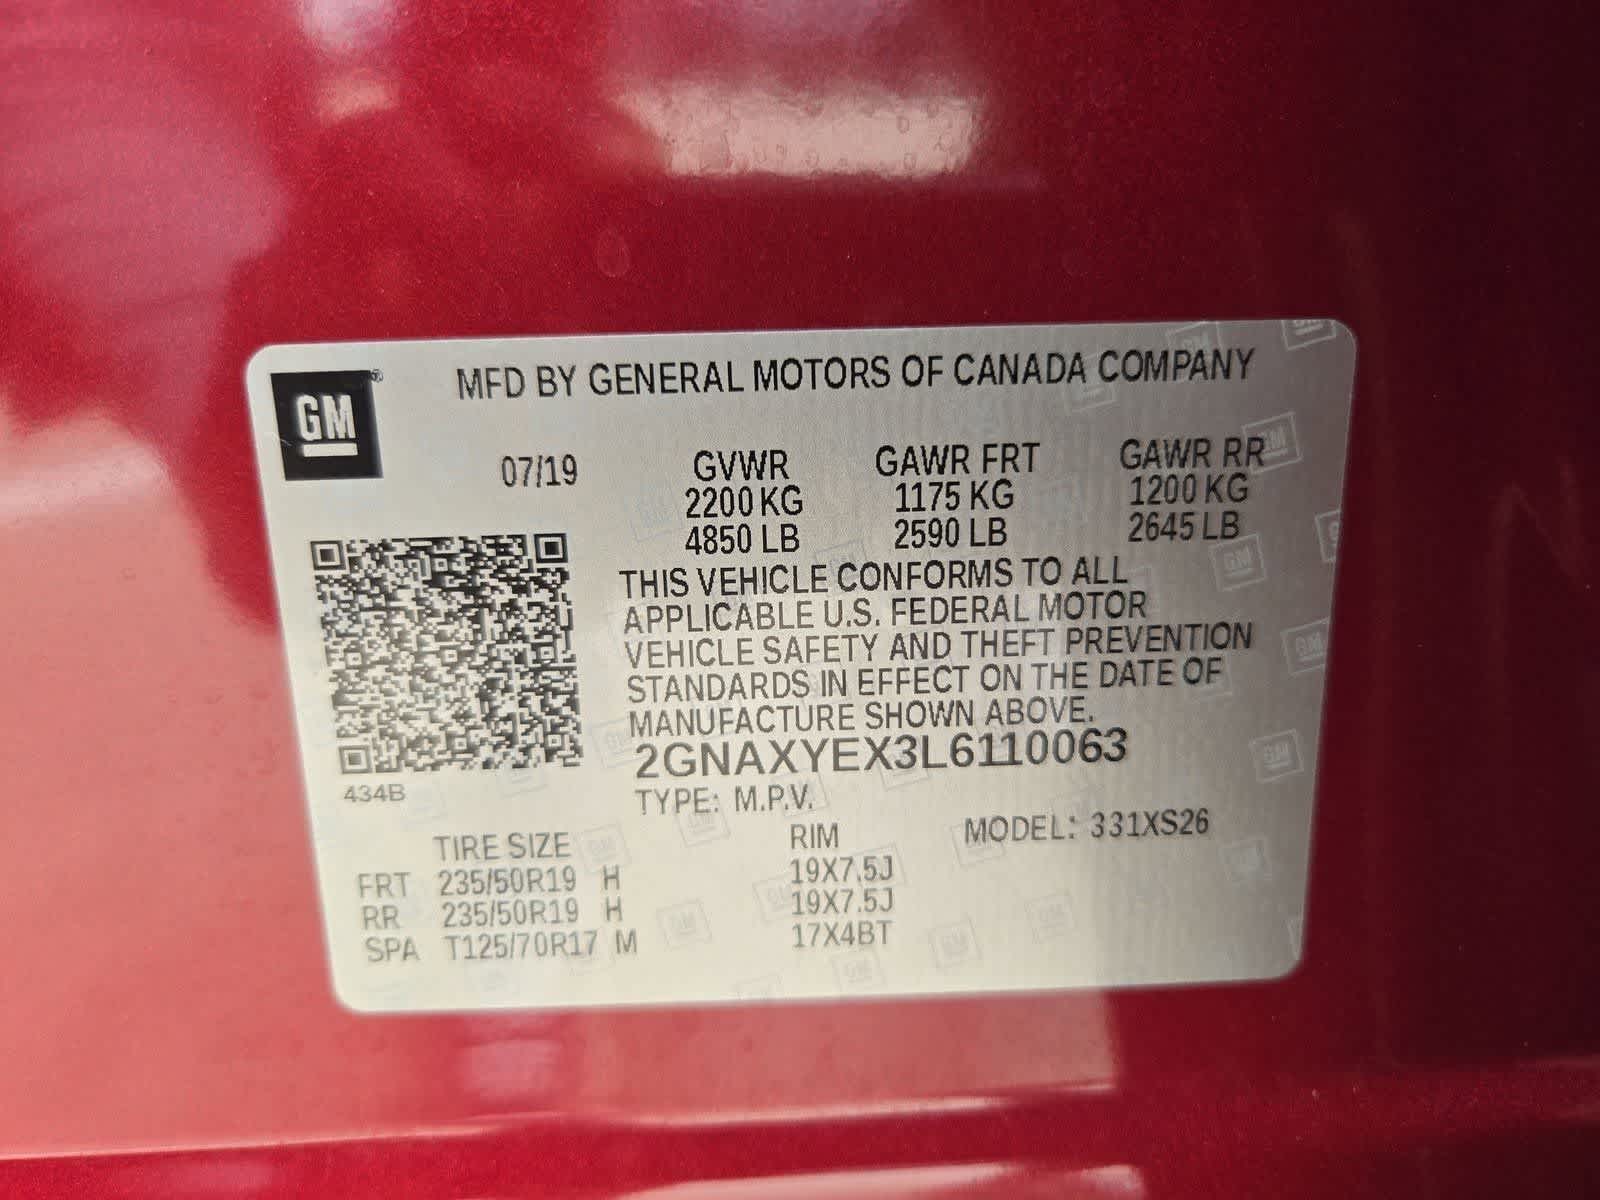 MFD BY GENERAL MOTORS OF CANADA COMPANY
GM
07/19 GVWR GAWR FRT GAWR RR
2200 KG 1175 KG 1200 KG
4850 LB 2590 LB 2645 LB
THIS VEHICLE CONFORMS TO ALL
APPLICABLE U.S. FEDERAL MOTOR
VEHICLE SAFETY AND THEFT PREVENTION
STANDARDS IN EFFECT ON THE DATE OF
MANUFACTURE SHOWN ABOVE.
2GNAXYEX3L6110063
434B
TYPE: M.P.V.
TIRE SIZE RIM MODEL: 331XS26
FRT 235/50R19 H 19X7.5J
RR 235/50R19 H 19X7.5J
SPA T125/70R17 M 17X4BT